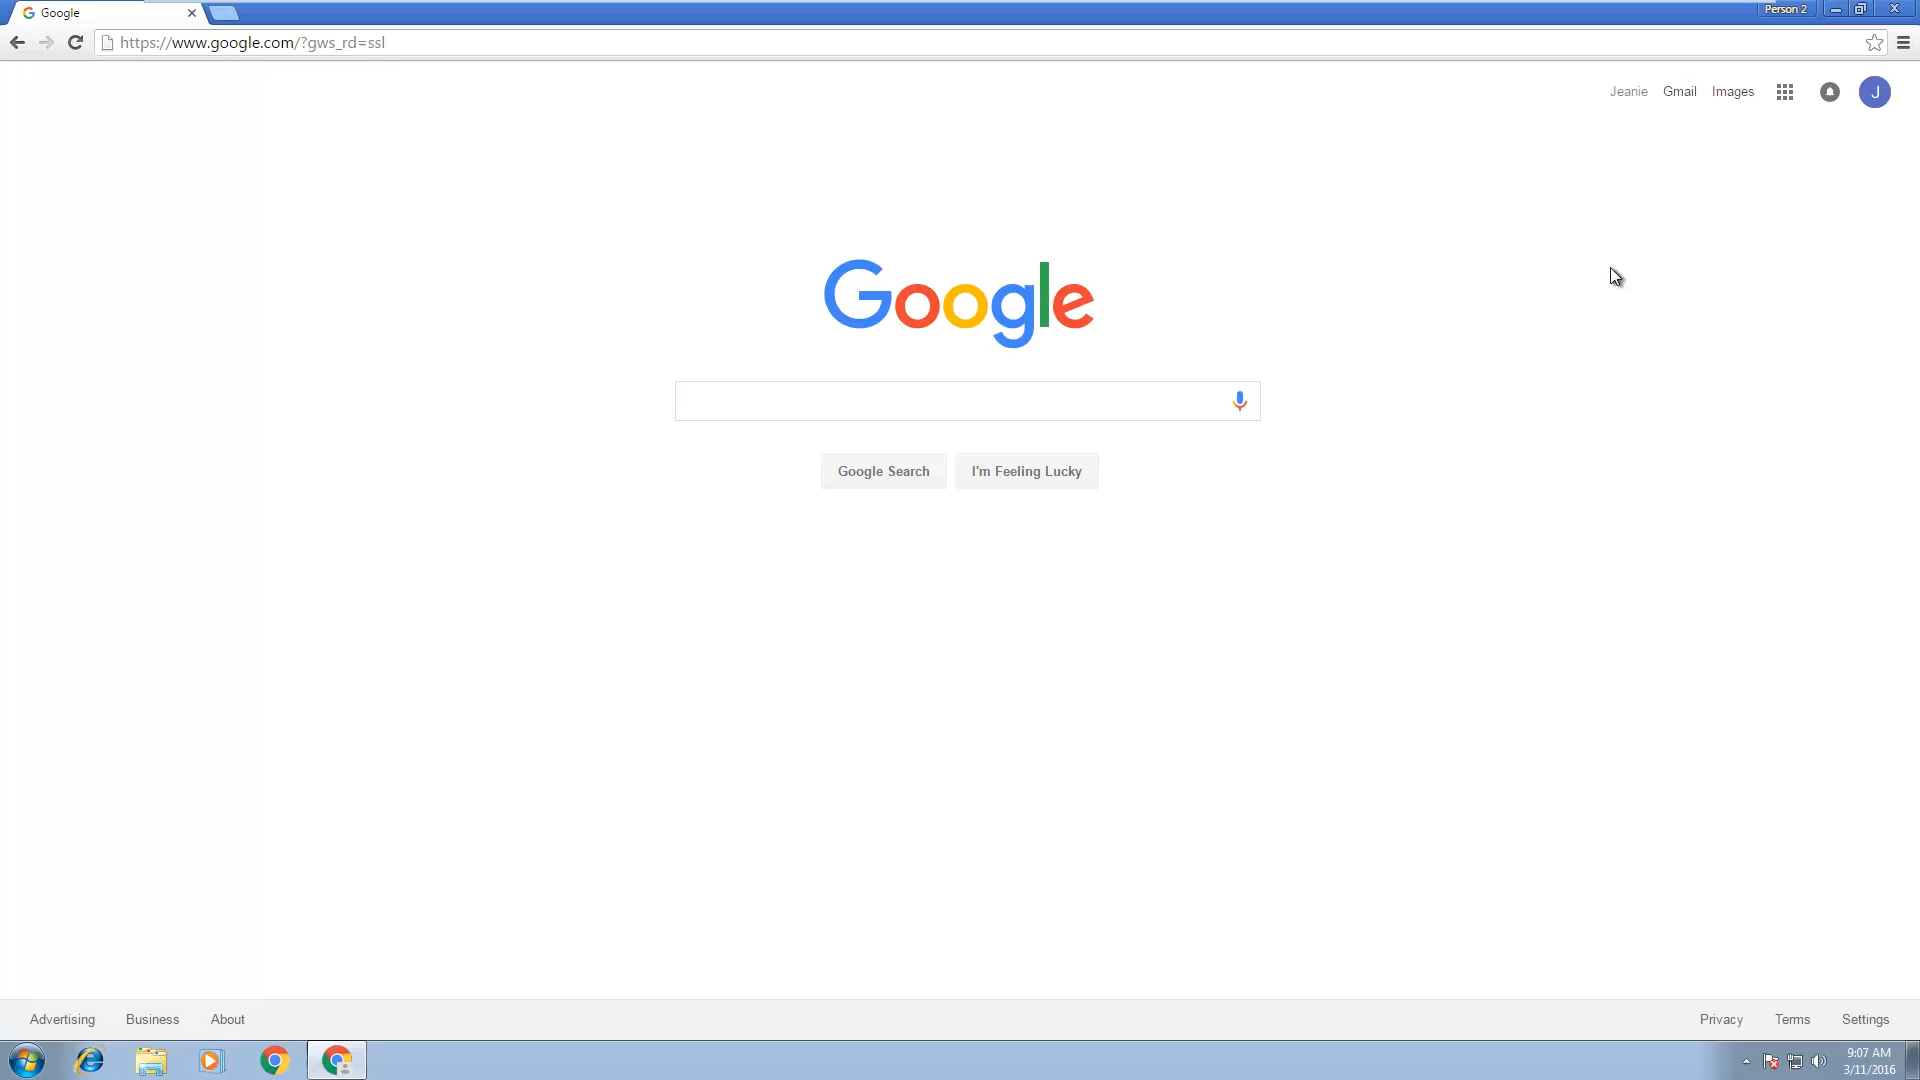 Google
Person 2
https://www.google.com/?gws_rd=ssl
Jeanie Gmail Images
J
Google
Google Search I'm Feeling Lucky
Advertising Business About Privacy Terms Settings
9:07 AM
3/11/2016